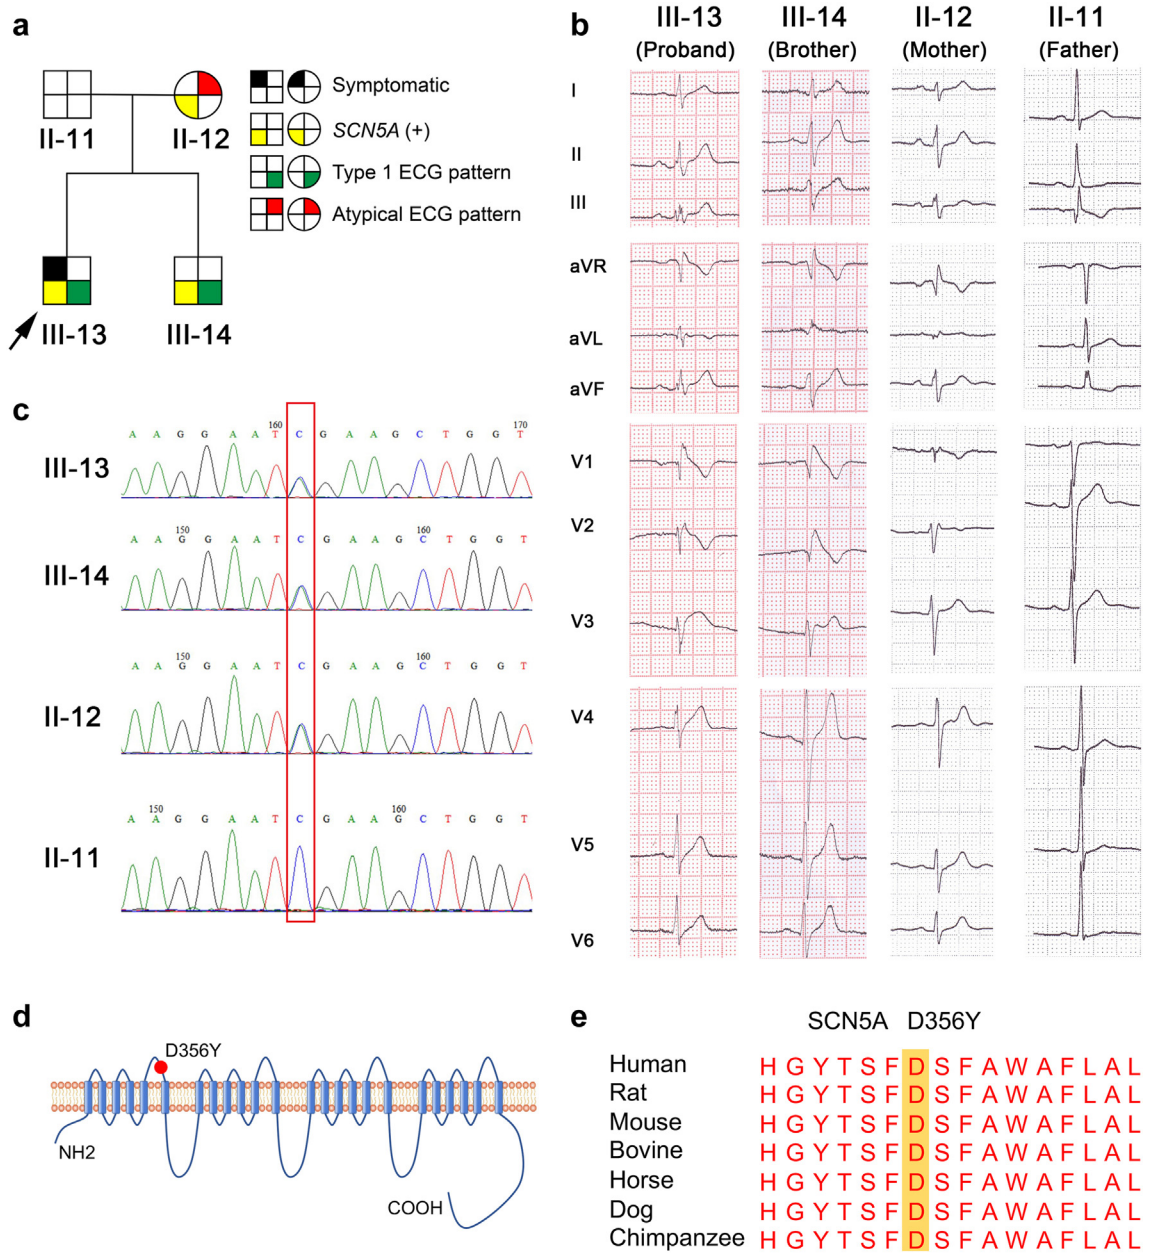 a
II-11
II-12
Symptomatic
SCN5A (+)
Type 1 ECG pattern
Atypical ECG pattern
III-13
III-14
b
III-13
(Proband)
III-14
(Brother)
II-12
(Mother)
II-11
(Father)
I
II
III
aVR
aVL
aVF
V1
V2
V3
V4
V5
V6
c
160 170
A A G G A A T C G A A G C T G G T
III-13
150 160
A A G G A A T C G A A G C T G G T
III-14
150 160
A A G G A A T C G A A G C T G G T
II-12
150 160
A A G G A A T C G A A G C T G G T
II-11
d
D356Y
NH2
COOH
e
SCN5A D356Y
Human H G Y T S F D S F A W A F L A L
Rat H G Y T S F D S F A W A F L A L
Mouse H G Y T S F D S F A W A F L A L
Bovine H G Y T S F D S F A W A F L A L
Horse H G Y T S F D S F A W A F L A L
Dog H G Y T S F D S F A W A F L A L
Chimpanzee H G Y T S F D S F A W A F L A L